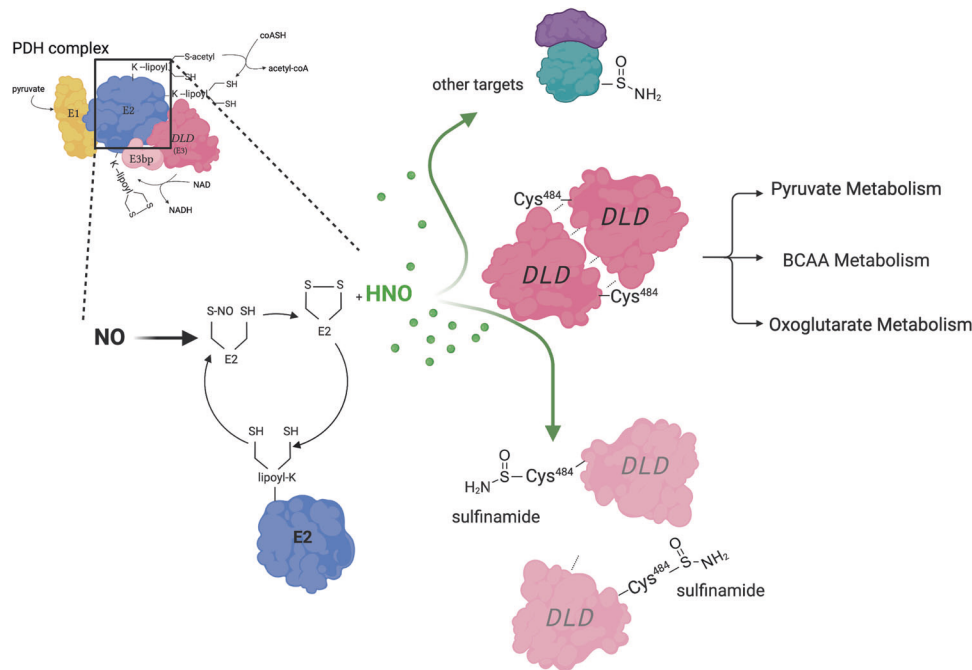 PDH complex
coASH
S-acetyl
K --lipoyl
SH
acetyl-coA
K --lipoyl
SH
SH
pyruvate
E1
E2
DLD
(E3)
E3bp
K--lipoyl
S
S
NAD
NADH
other targets
O
S
NH₂
Cys⁴⁸⁴
DLD
DLD
Cys⁴⁸⁴
Pyruvate Metabolism
BCAA Metabolism
Oxoglutarate Metabolism
NO
S-NO SH
E2
S S
E2
+ HNO
SH SH
lipoyl-K
E2
O
H₂N S Cys⁴⁸⁴
sulfinamide
DLD
O
Cys⁴⁸⁴ S NH₂
sulfinamide
DLD